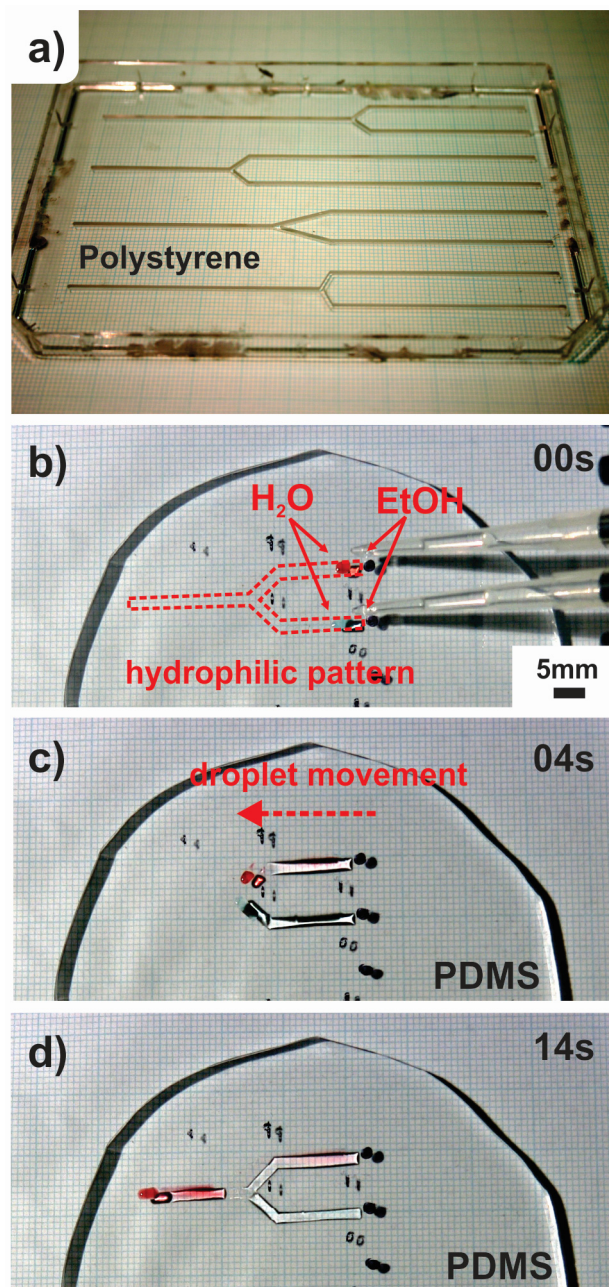 a)
Polystyrene
b)
00s
H₂O
EtOH
hydrophilic pattern
5mm
c)
04s
droplet movement
PDMS
d)
14s
PDMS